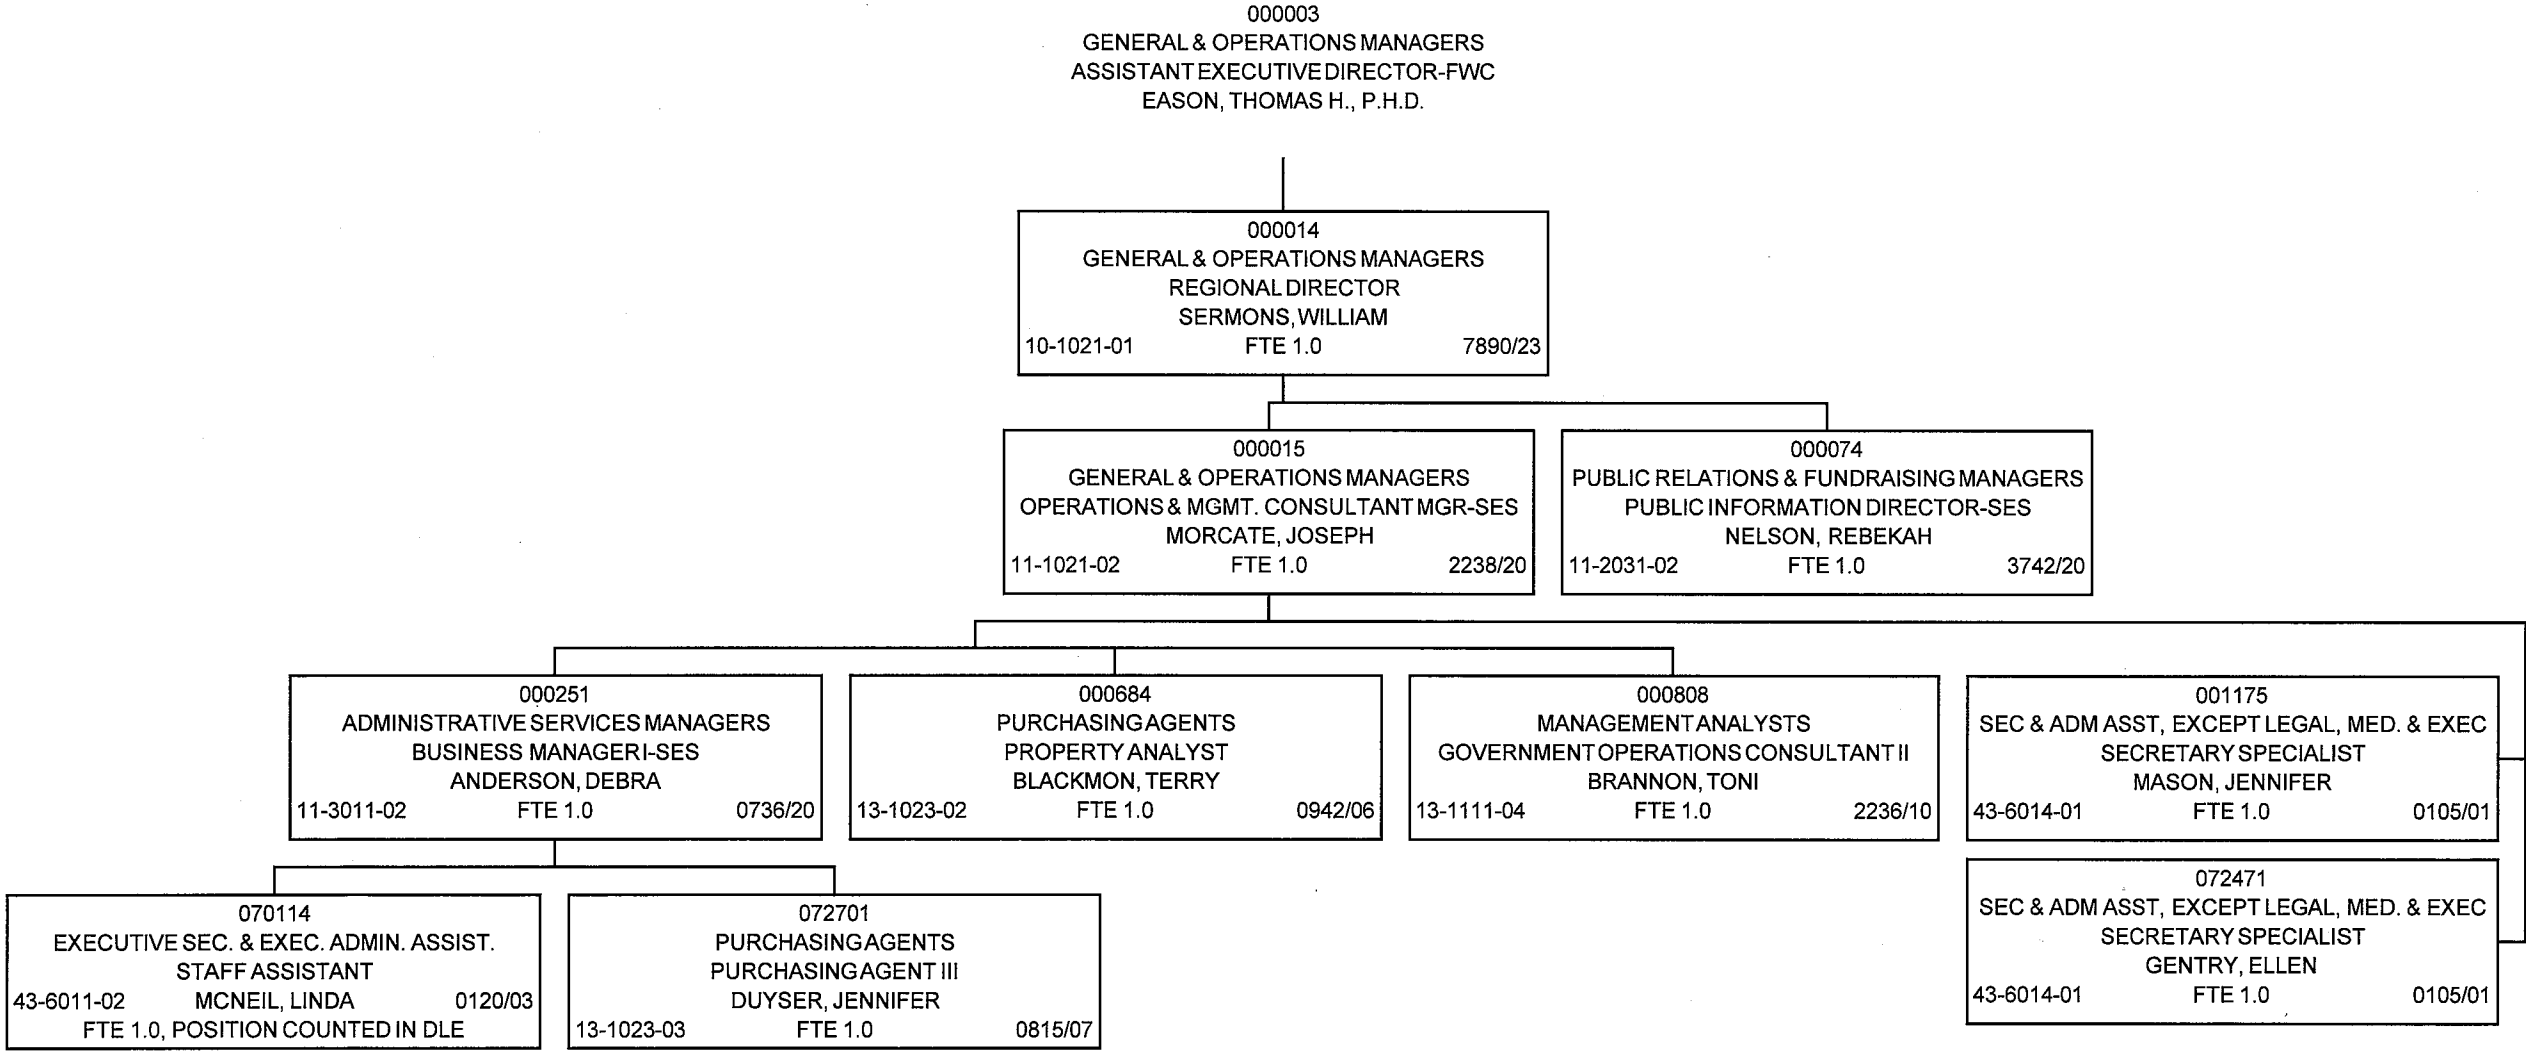 000003
GENERAL & OPERATIONS MANAGERS
ASSISTANT EXECUTIVE DIRECTOR-FWC
EASON, THOMAS H., P.H.D.
000014
GENERAL & OPERATIONS MANAGERS
REGIONAL DIRECTOR
SERMONS, WILLIAM
10-1021-01 FTE 1.0 7890/23
000015
GENERAL & OPERATIONS MANAGERS
OPERATIONS & MGMT. CONSULTANT MGR-SES
MORCATE, JOSEPH
11-1021-02 FTE 1.0 2238/20
000074
PUBLIC RELATIONS & FUNDRAISING MANAGERS
PUBLIC INFORMATION DIRECTOR-SES
NELSON, REBEKAH
11-2031-02 FTE 1.0 3742/20
000251
ADMINISTRATIVE SERVICES MANAGERS
BUSINESS MANAGER I-SES
ANDERSON, DEBRA
11-3011-02 FTE 1.0 0736/20
000684
PURCHASING AGENTS
PROPERTY ANALYST
BLACKMON, TERRY
13-1023-02 FTE 1.0 0942/06
000808
MANAGEMENT ANALYSTS
GOVERNMENT OPERATIONS CONSULTANT II
BRANNON, TONI
13-1111-04 FTE 1.0 2236/10
001175
SEC & ADM ASST, EXCEPT LEGAL, MED. & EXEC
SECRETARY SPECIALIST
MASON, JENNIFER
43-6014-01 FTE 1.0 0105/01
070114
EXECUTIVE SEC. & EXEC. ADMIN. ASSIST.
STAFF ASSISTANT
43-6011-02 MCNEIL, LINDA 0120/03
FTE 1.0, POSITION COUNTED IN DLE
072701
PURCHASING AGENTS
PURCHASING AGENT III
DUYSER, JENNIFER
13-1023-03 FTE 1.0 0815/07
072471
SEC & ADM ASST, EXCEPT LEGAL, MED. & EXEC
SECRETARY SPECIALIST
GENTRY, ELLEN
43-6014-01 FTE 1.0 0105/01